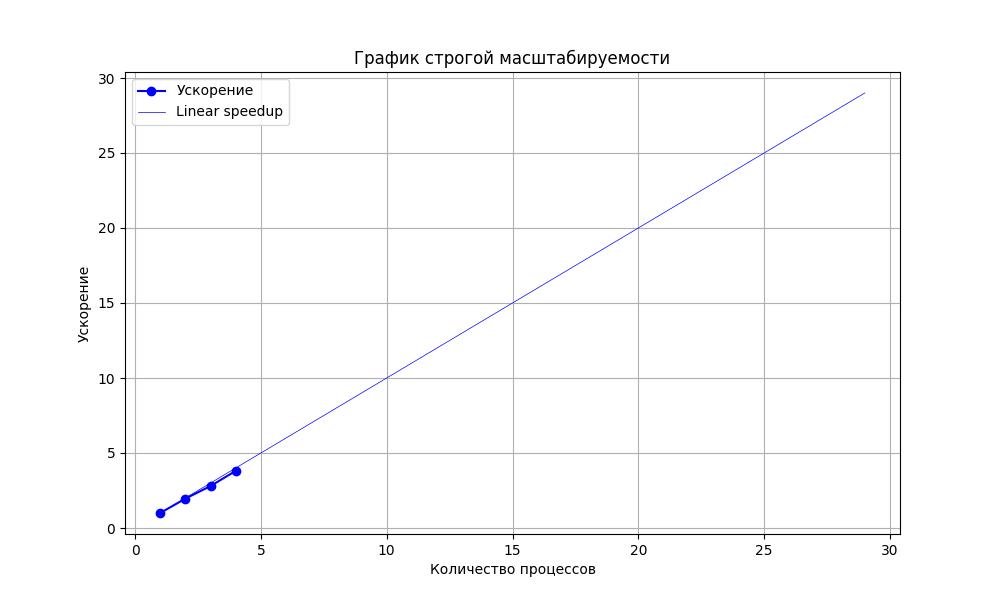 График строгой масштабируемости
Ускорение
Linear speedup
30
25
20
15
10
5
0
Ускорение
0 5 10 15 20 25 30
Количество процессов